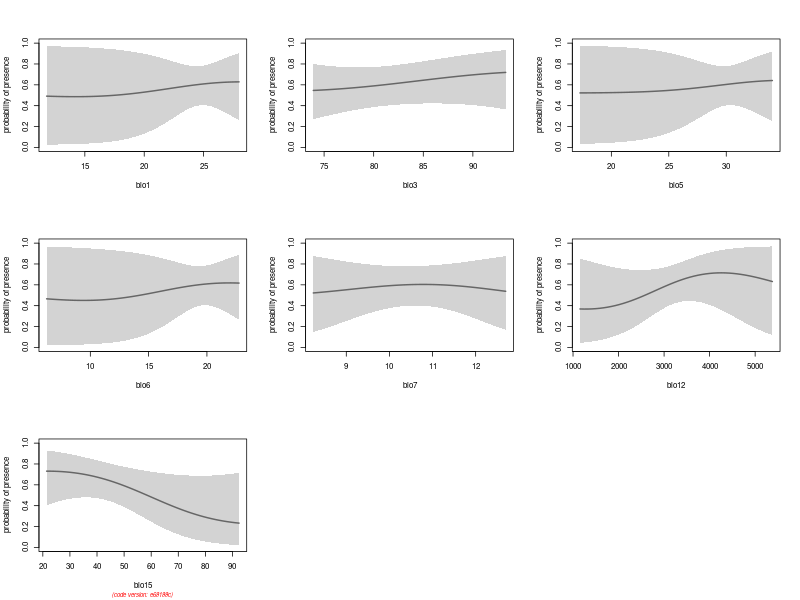 probability of presence
0.0 0.2 0.4 0.6 0.8 1.0
15 20 25
bio1
probability of presence
0.0 0.2 0.4 0.6 0.8 1.0
75 80 85 90
bio3
probability of presence
0.0 0.2 0.4 0.6 0.8 1.0
20 25 30
bio5
probability of presence
0.0 0.2 0.4 0.6 0.8 1.0
10 15 20
bio6
probability of presence
0.0 0.2 0.4 0.6 0.8 1.0
9 10 11 12
bio7
probability of presence
0.0 0.2 0.4 0.6 0.8 1.0
1000 2000 3000 4000 5000
bio12
probability of presence
0.0 0.2 0.4 0.6 0.8 1.0
20 30 40 50 60 70 80 90
bio15
(code version: